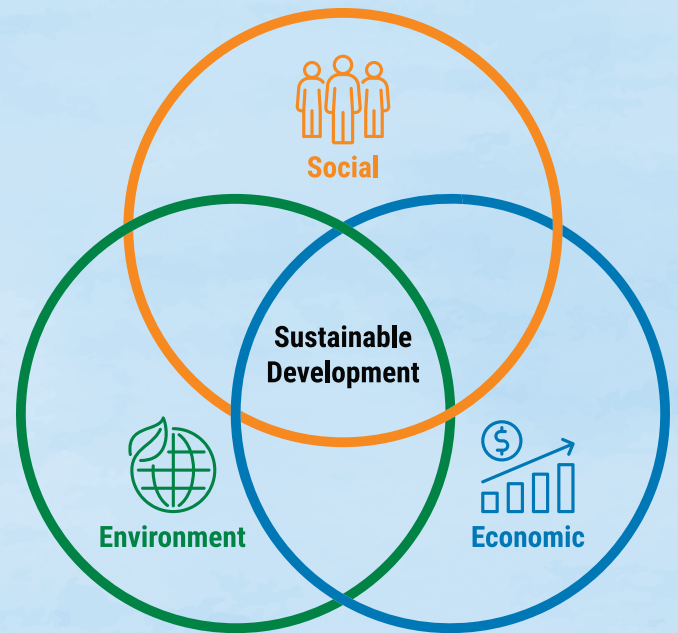 $
Social
Sustainable
Development
Environment
Economic